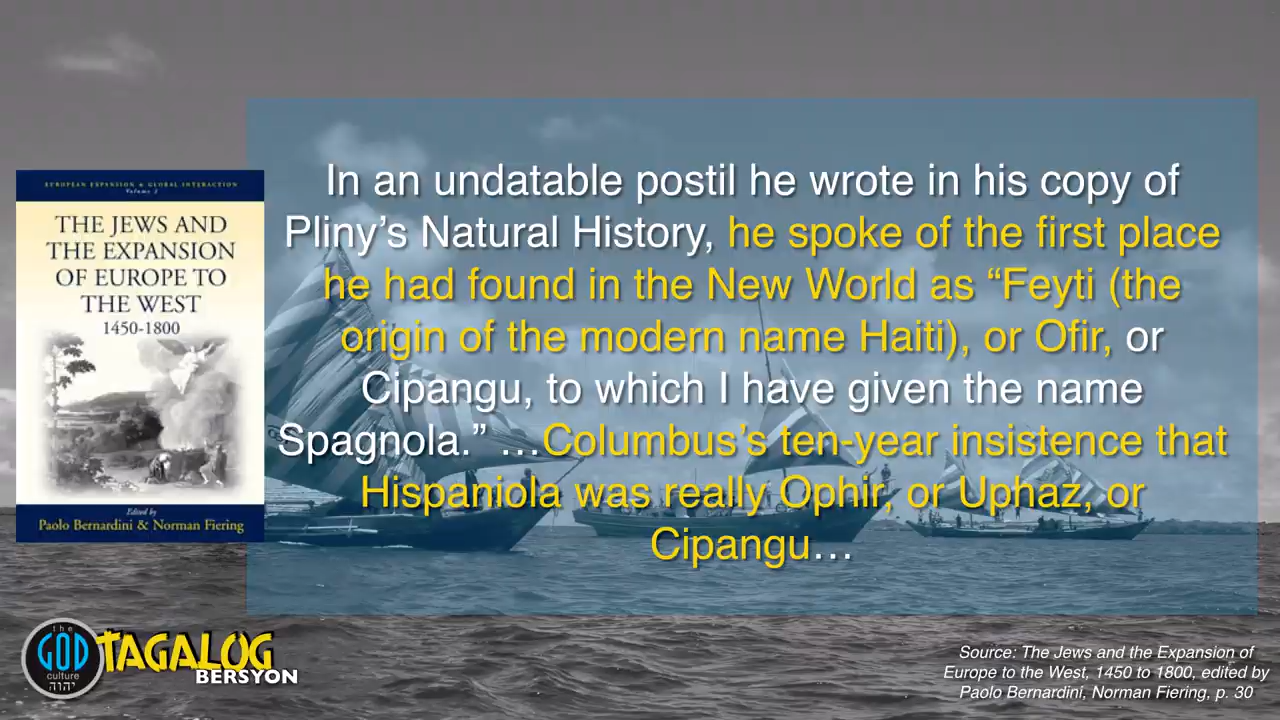 EUROPEAN EXPANSION & GLOBAL INTERACTION
Volume 2
THE JEWS AND
THE EXPANSION
OF EUROPE TO
THE WEST
1450-1800
Edited by
Paolo Bernardini & Norman Fiering
In an undatable postil he wrote in his copy of
Pliny’s Natural History, he spoke of the first place
he had found in the New World as “Feyti (the
origin of the modern name Haiti), or Ofir, or
Cipangu, to which I have given the name
Spagnola.” …Columbus’s ten-year insistence that
Hispaniola was really Ophir, or Uphaz, or
Cipangu…
the
GOD
culture
יהוה
TAGALOG
BERSYON
Source: The Jews and the Expansion of
Europe to the West, 1450 to 1800, edited by
Paolo Bernardini, Norman Fiering, p. 30